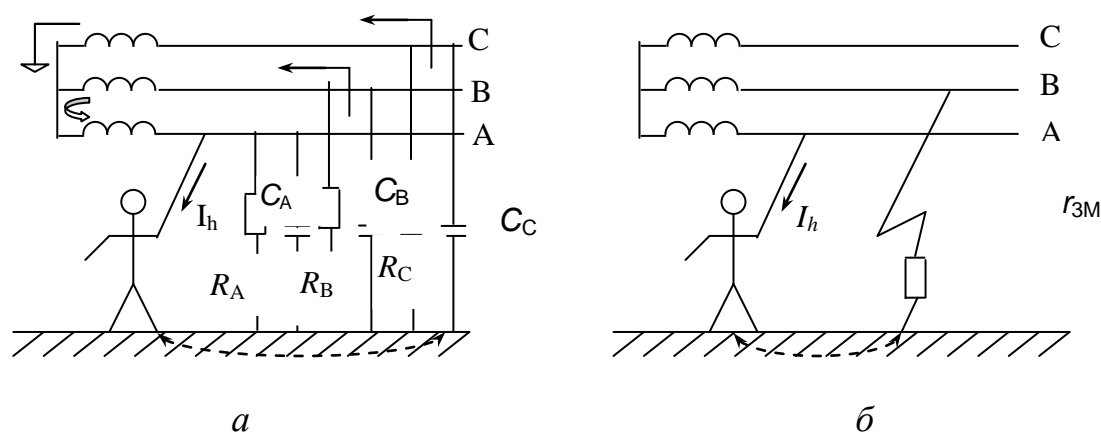 C
B
A
I_h
C_A
C_B
C_C
R_A
R_B
R_C
а
C
B
A
I_h
r_ЗМ
б